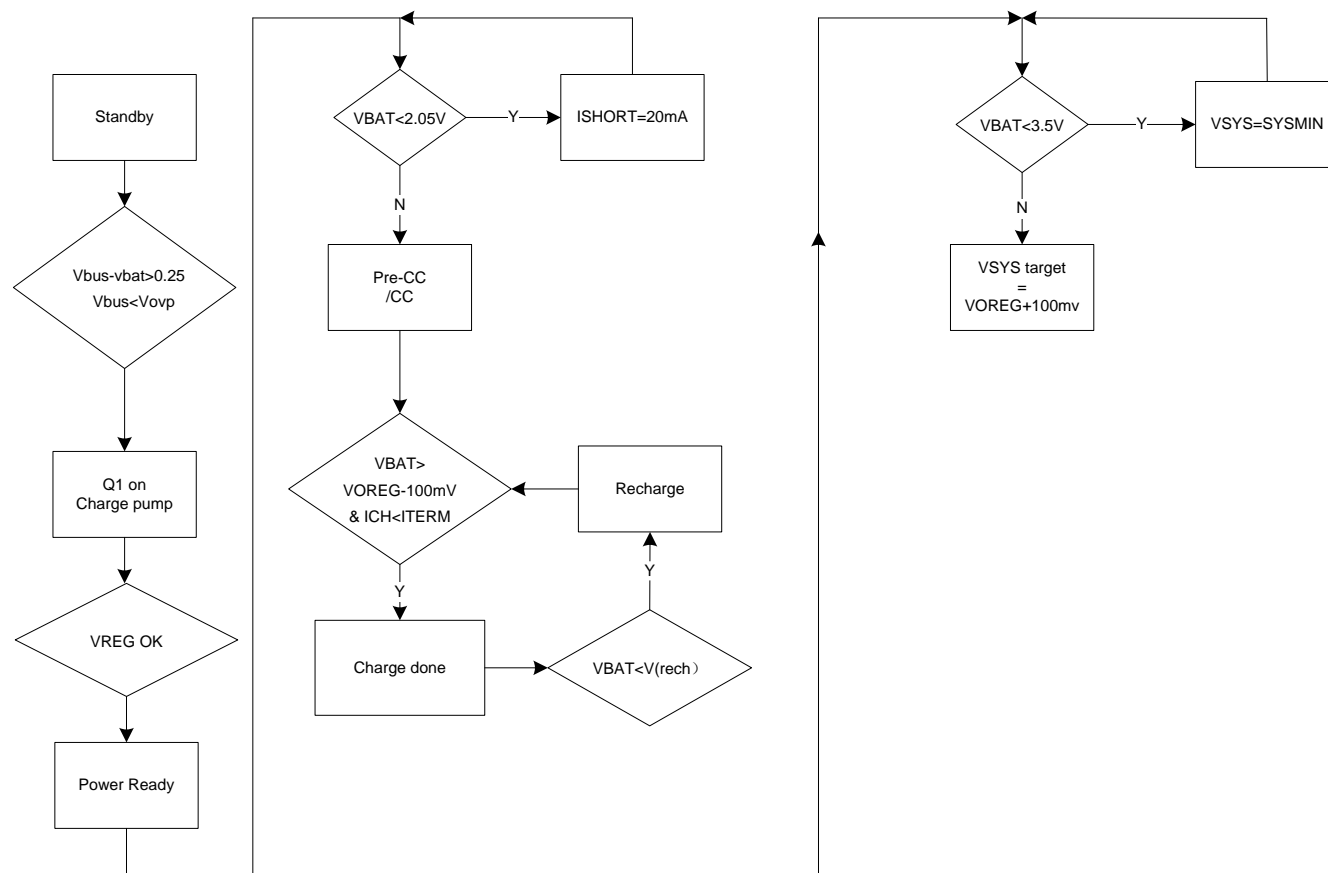 Standby
Vbus-vbat>0.25
Vbus<Vovp
Q1 on
Charge pump
VREG OK
Power Ready
VBAT<2.05V
Y
ISHORT=20mA
N
Pre-CC
/CC
VBAT>
VOREG-100mV
& ICH<ITERM
Recharge
Y
Y
Charge done
VBAT<V(rech）
VBAT<3.5V
Y
VSYS=SYSMIN
N
VSYS target
=
VOREG+100mv